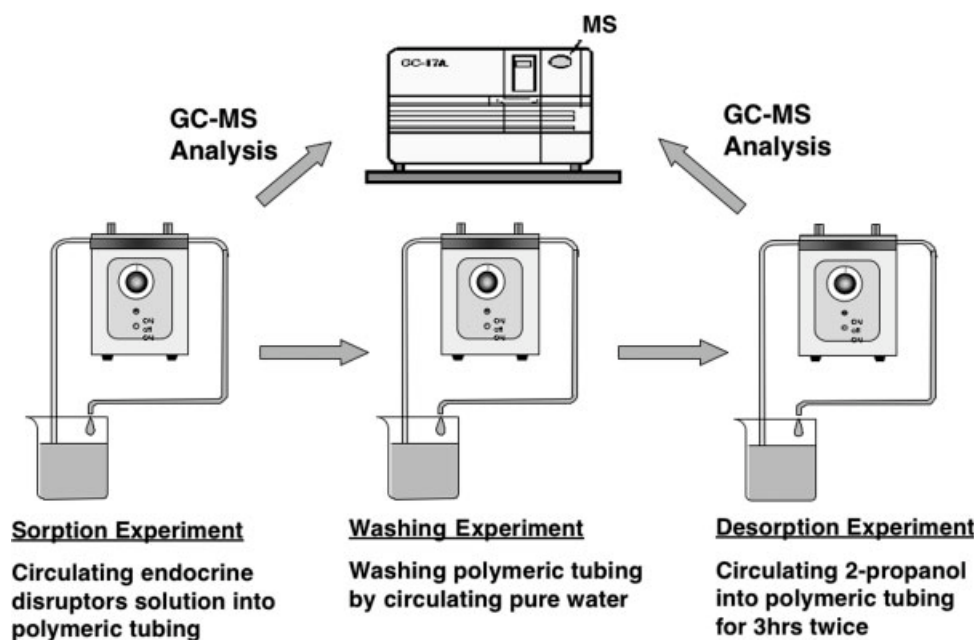 MS
GC-17A
GC-MS
Analysis
GC-MS
Analysis
ON
off
ON
ON
off
ON
ON
off
ON
Sorption Experiment
Circulating endocrine
disruptors solution into
polymeric tubing
Washing Experiment
Washing polymeric tubing
by circulating pure water
Desorption Experiment
Circulating 2-propanol
into polymeric tubing
for 3hrs twice